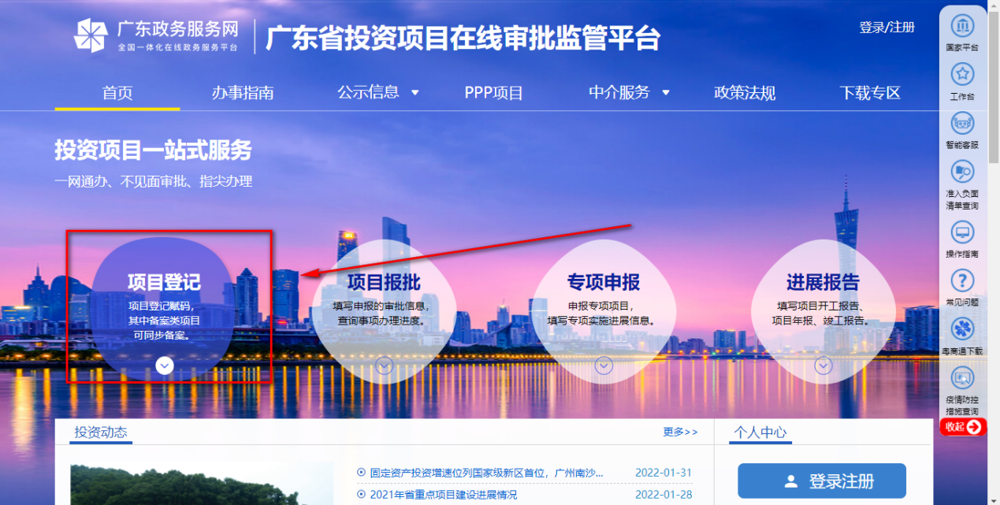 广东政务服务网
全国一体化在线政务服务平台
广东省投资项目在线审批监管平台
登录/注册
首页
办事指南
公示信息
PPP项目
中介服务
政策法规
下载专区
投资项目一站式服务
一网通办、不见面审批、指尖办理
项目登记
项目登记赋码，
其中备案类项目
可同步备案。
项目报批
填写申报的审批信息，
查询事项办理进度。
专项申报
申报专项项目，
填写专项实施进展信息。
进展报告
填写项目开工报告、
项目年报、竣工报告。
投资动态
更多>>
固定资产投资增速位列国家级新区首位，广州南沙...
2022-01-31
2021年省重点项目建设进展情况
2022-01-28
个人中心
登录注册
国家平台
工作台
智能客服
准入负面
清单查询
操作指南
常见问题
粤商通下载
疫情防控
措施查询
收起